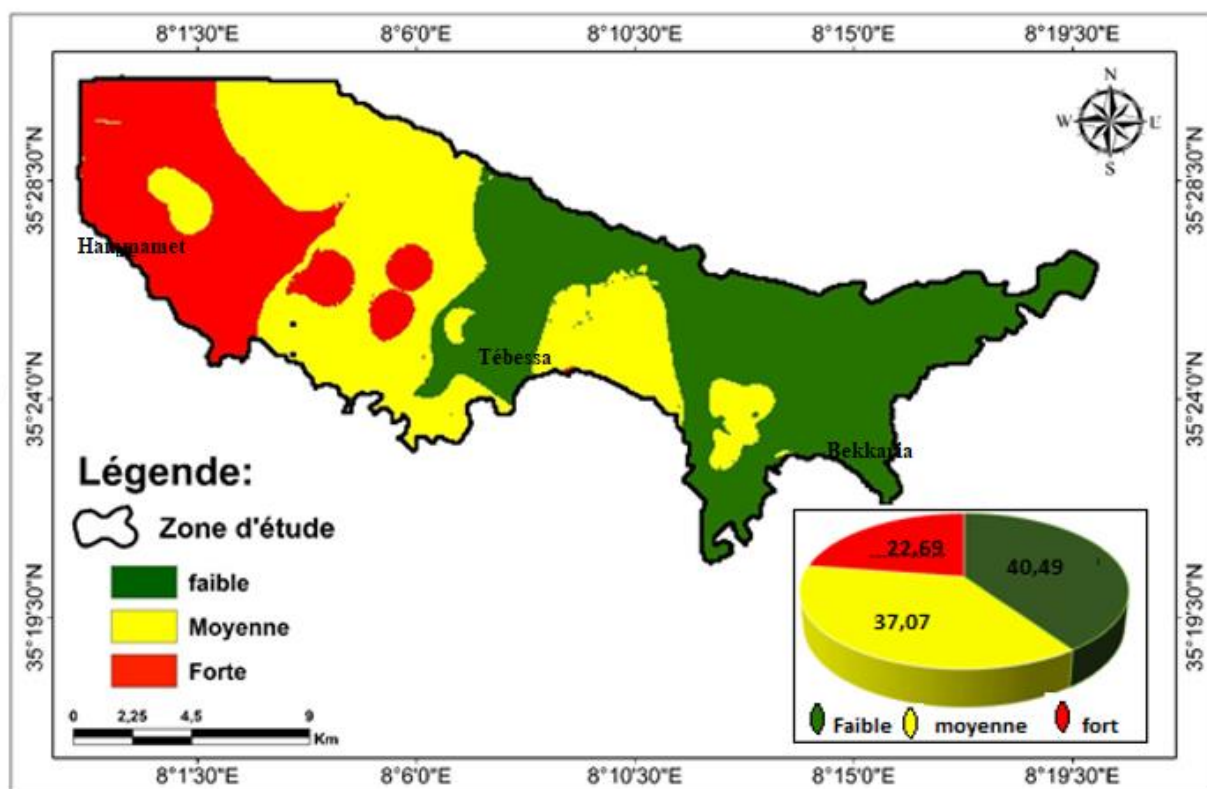 8°1'30"E 8°6'0"E 8°10'30"E 8°15'0"E 8°19'30"E
N
W E
S
35°28'30"N
35°28'30"N
Hammamet
Tébessa
35°24'0"N
35°24'0"N
Bekkaria
Légende:
Zone d'étude
faible
Moyenne
Forte
22,69
40,49
37,07
Faible moyenne fort
35°19'30"N
35°19'30"N
0 2,25 4,5 9
Km
8°1'30"E 8°6'0"E 8°10'30"E 8°15'0"E 8°19'30"E